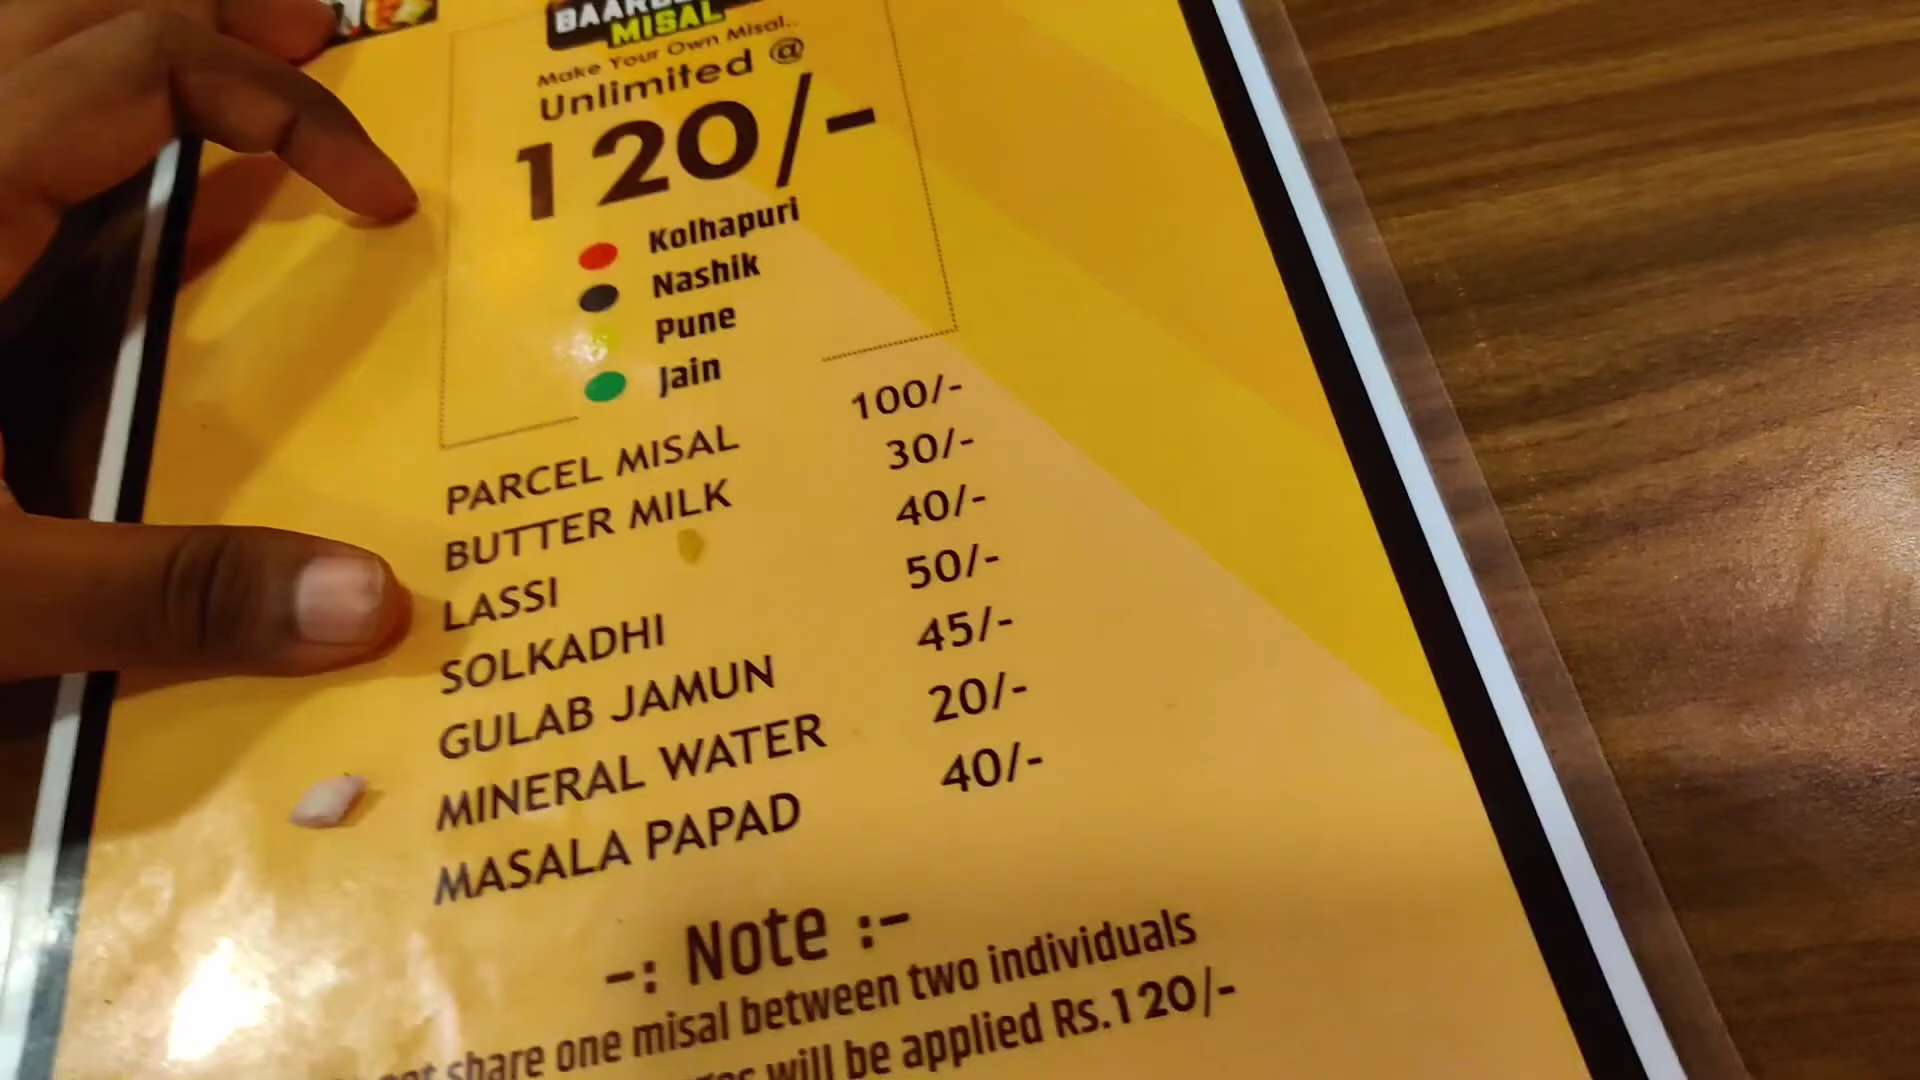 MISAL
Make Your Own Misal..
Unlimited @
120/-
Kolhapuri
Nashik
Pune
Jain
PARCEL MISAL 100/-
BUTTER MILK 30/-
LASSI 40/-
SOLKADHI 50/-
GULAB JAMUN 45/-
MINERAL WATER 20/-
MASALA PAPAD 40/-
-: Note :-
share one misal between two individuals
will be applied Rs.120/-